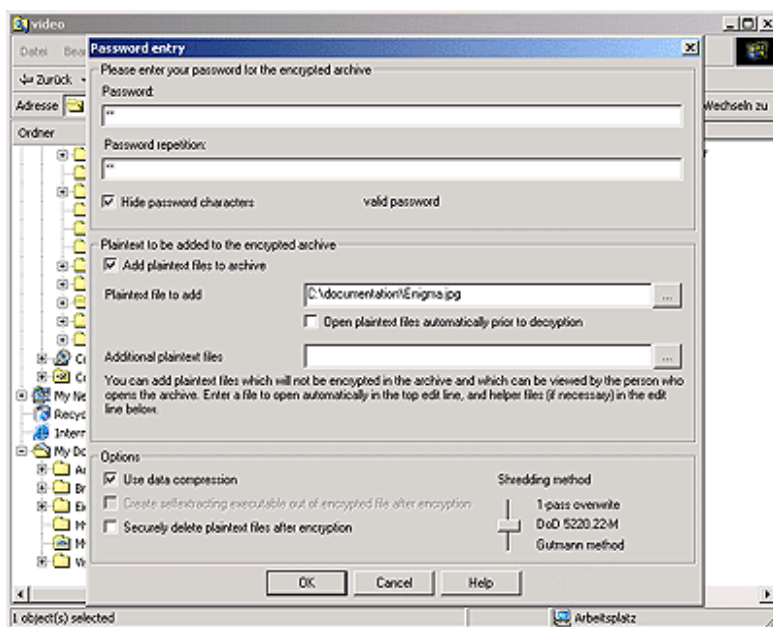 video
Datei
Password entry
Please enter your password for the encrypted archive
Zurück
Password:
Adresse
**
Wechseln zu
Ordner
Password repetition:
**
Hide password characters
valid password
Plaintext to be added to the encrypted archive
Add plaintext files to archive
Plaintext file to add
C:\documentation\Enigma.jpg
...
Open plaintext files automatically prior to decryption
Additional plaintext files
...
You can add plaintext files which will not be encrypted in the archive and which can be viewed by the person who
opens the archive. Enter a file to open automatically in the top edit line, and helper files (if necessary) in the edit
line below.
My Ne
Recyc
Intern
My Do
Options
Use data compression
Shredding method
Create selfextracting executable out of encrypted file after encryption
1-pass overwrite
Securely delete plaintext files after encryption
DoD 5220.22-M
Gutmann method
OK
Cancel
Help
1 object(s) selected
Arbeitsplatz